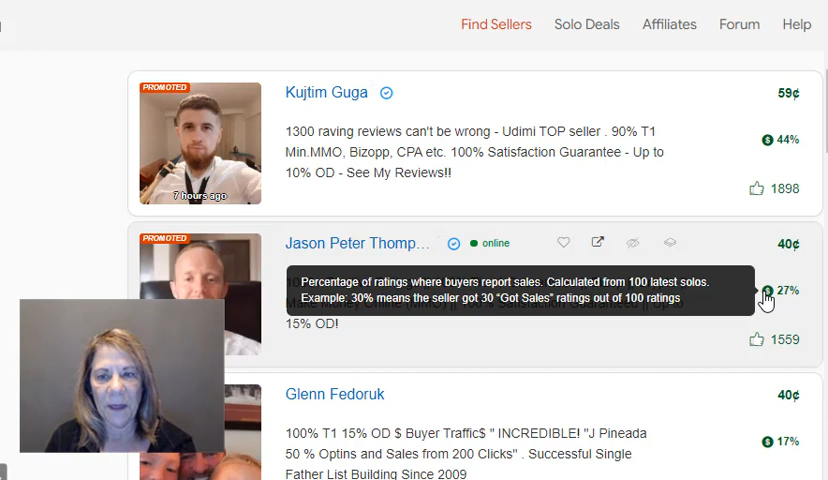 Find Sellers Solo Deals Affiliates Forum Help
PROMOTED
7 hours ago
Kujtim Guga
59¢
1300 raving reviews can't be wrong - Udimi TOP seller . 90% T1
Min.MMO, Bizopp, CPA etc. 100% Satisfaction Guarantee - Up to
10% OD - See My Reviews!!
44%
1898
PROMOTED
Jason Peter Thomp... online
40¢
Percentage of ratings where buyers report sales. Calculated from 100 latest solos.
Example: 30% means the seller got 30 "Got Sales" ratings out of 100 ratings
27%
15% OD!
1559
Glenn Fedoruk
40¢
100% T1 15% OD $ Buyer Traffic$ " INCREDIBLE! "J Pineada
50 % Optins and Sales from 200 Clicks" . Successful Single
Father List Building Since 2009
17%